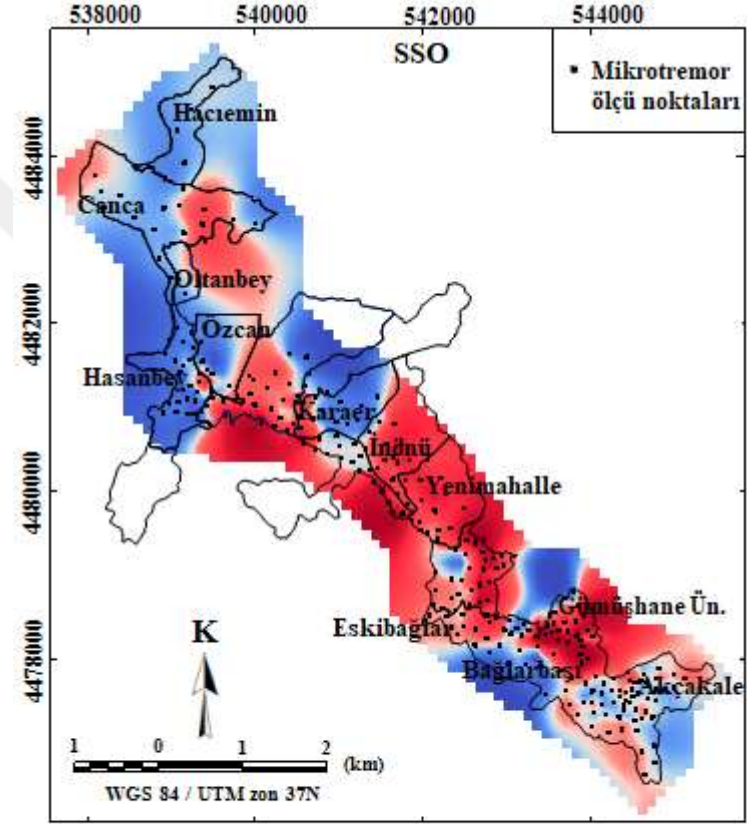 538000 540000 542000 544000
SSO
Mikrotremor
ölçü noktaları
Hacıemin
4484000
Canca
Oltanbey
4482000
Özcan
Hasanbey
Karaer
İnönü
Yenimahalle
4480000
Gümüşhane Ün.
Eskibağlar
Bağlarbaşı
Akçakale
4478000
K
1 0 1 2
(km)
WGS 84 / UTM zon 37N